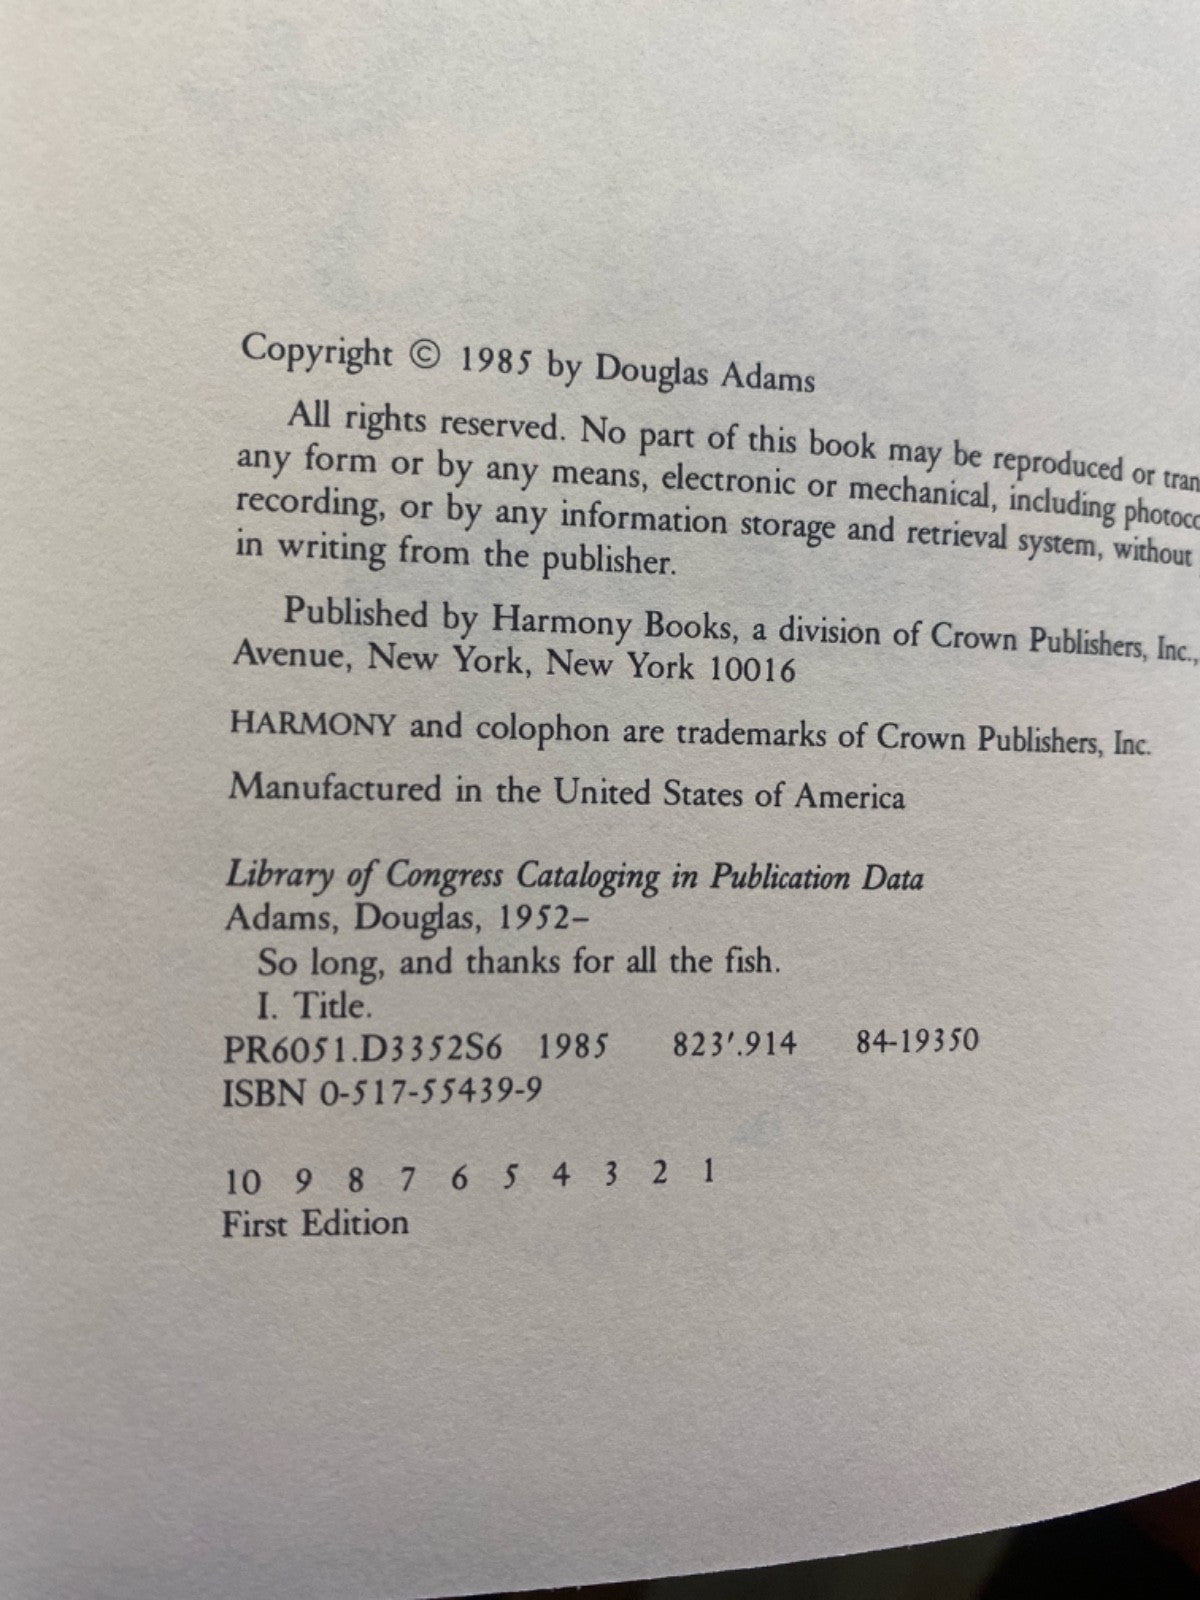 Copyright © 1985 by Douglas Adams
All rights reserved. No part of this book may be reproduced or tran
any form or by any means, electronic or mechanical, including photoco
recording, or by any information storage and retrieval system, without
in writing from the publisher.
Published by Harmony Books, a division of Crown Publishers, Inc.,
Avenue, New York, New York 10016
HARMONY and colophon are trademarks of Crown Publishers, Inc.
Manufactured in the United States of America
Library of Congress Cataloging in Publication Data
Adams, Douglas, 1952–
So long, and thanks for all the fish.
I. Title.
PR6051.D3352S6 1985 823′.914 84-19350
ISBN 0-517-55439-9
10 9 8 7 6 5 4 3 2 1
First Edition